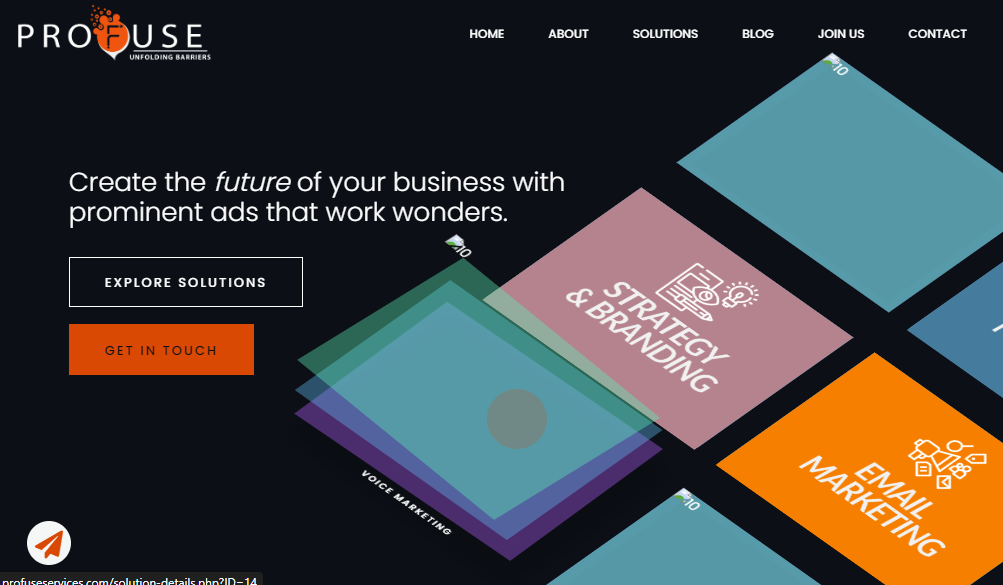 PROFUSE
UNFOLDING BARRIERS
HOME
ABOUT
SOLUTIONS
BLOG
JOIN US
CONTACT
Create the future of your business with
prominent ads that work wonders.
EXPLORE SOLUTIONS
GET IN TOUCH
10
10
STRATEGY
& BRANDING
VOICE MARKETING
EMAIL
MARKETING
10
profuseservices.com/solution-details.php?ID=14